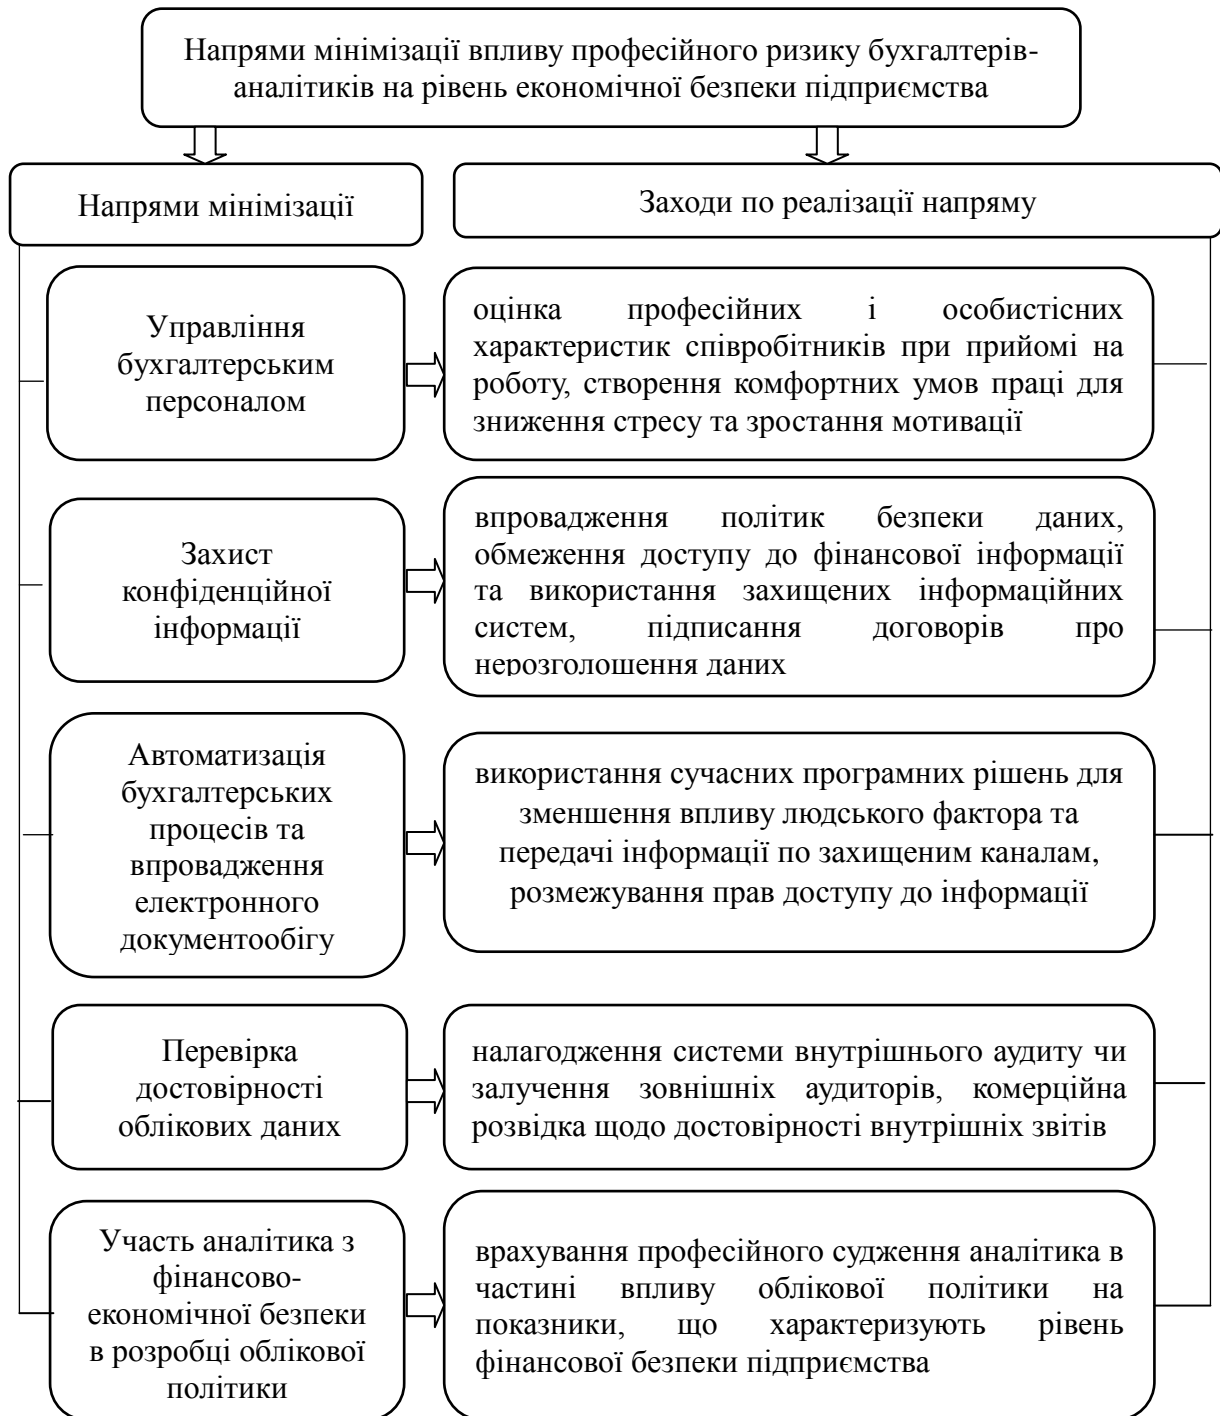 Напрями мінімізації впливу професійного ризику бухгалтерів-
аналітиків на рівень економічної безпеки підприємства
Напрями мінімізації
Заходи по реалізації напряму
Управління
бухгалтерським
персоналом
оцінка професійних і особистісних
характеристик співробітників при прийомі на
роботу, створення комфортних умов праці для
зниження стресу та зростання мотивації
Захист
конфіденційної
інформації
впровадження політик безпеки даних,
обмеження доступу до фінансової інформації
та використання захищених інформаційних
систем, підписання договорів про
нерозголошення даних
Автоматизація
бухгалтерських
процесів та
впровадження
електронного
документообігу
використання сучасних програмних рішень для
зменшення впливу людського фактора та
передачі інформації по захищеним каналам,
розмежування прав доступу до інформації
Перевірка
достовірності
облікових даних
налагодження системи внутрішнього аудиту чи
залучення зовнішніх аудиторів, комерційна
розвідка щодо достовірності внутрішніх звітів
Участь аналітика з
фінансово-
економічної безпеки
в розробці облікової
політики
врахування професійного судження аналітика в
частині впливу облікової політики на
показники, що характеризують рівень
фінансової безпеки підприємства